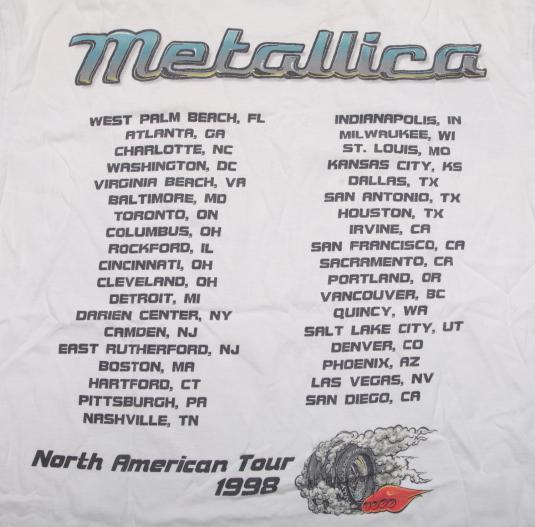 Metallica
WEST PALM BEACH, FL
ATLANTA, GA
CHARLOTTE, NC
WASHINGTON, DC
VIRGINIA BEACH, VA
BALTIMORE, MD
TORONTO, ON
COLUMBUS, OH
ROCKFORD, IL
CINCINNATI, OH
CLEVELAND, OH
DETROIT, MI
DARIEN CENTER, NY
CAMDEN, NJ
EAST RUTHERFORD, NJ
BOSTON, MA
HARTFORD, CT
PITTSBURGH, PA
NASHVILLE, TN
INDIANAPOLIS, IN
MILWAUKEE, WI
ST. LOUIS, MO
KANSAS CITY, KS
DALLAS, TX
SAN ANTONIO, TX
HOUSTON, TX
IRVINE, CA
SAN FRANCISCO, CA
SACRAMENTO, CA
PORTLAND, OR
VANCOUVER, BC
QUINCY, WA
SALT LAKE CITY, UT
DENVER, CO
PHOENIX, AZ
LAS VEGAS, NV
SAN DIEGO, CA
North American Tour
1998